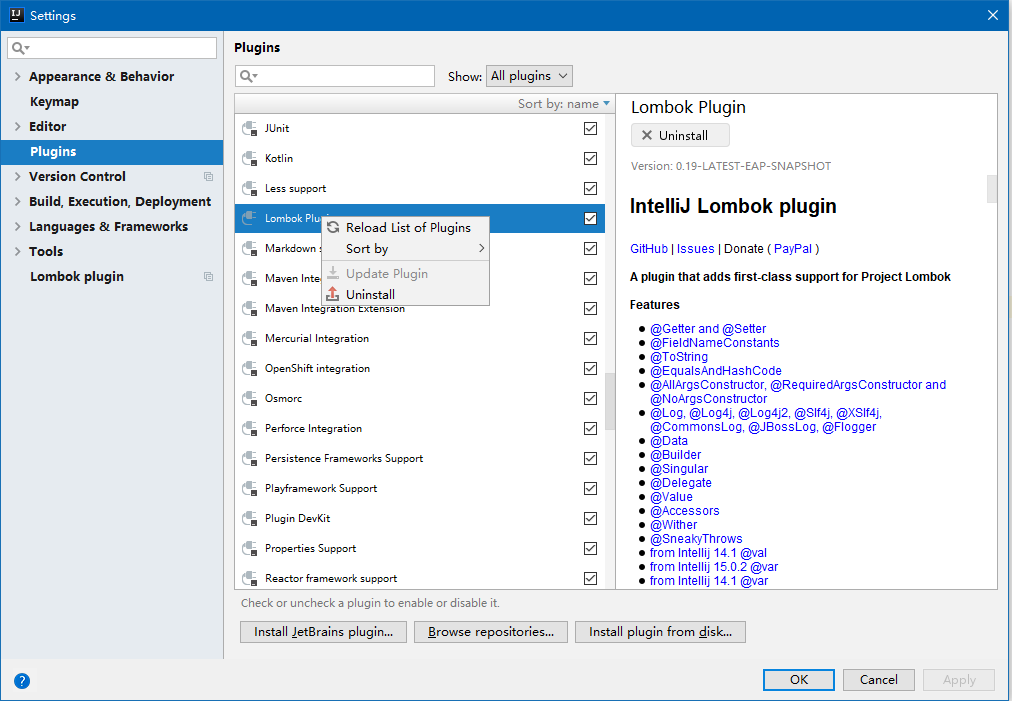 Settings
Appearance & Behavior
Keymap
Editor
Plugins
Version Control
Build, Execution, Deployment
Languages & Frameworks
Tools
Lombok plugin
Plugins
Show: All plugins
Sort by: name
JUnit
Kotlin
Less support
Lombok
Markdown
Maven
Maven Integration Extension
Mercurial Integration
OpenShift integration
Osmorc
Perforce Integration
Persistence Frameworks Support
Playframework Support
Plugin DevKit
Properties Support
Reactor framework support
Reload List of Plugins
Sort by
Update Plugin
Uninstall
Lombok Plugin
Uninstall
Version: 0.19-LATEST-EAP-SNAPSHOT
IntelliJ Lombok plugin
GitHub | Issues | Donate ( PayPal )
A plugin that adds first-class support for Project Lombok
Features
@Getter and @Setter
@FieldNameConstants
@ToString
@EqualsAndHashCode
@AllArgsConstructor, @RequiredArgsConstructor and
@NoArgsConstructor
@Log, @Log4j, @Log4j2, @Slf4j, @XSlf4j,
@CommonsLog, @JBossLog, @Flogger
@Data
@Builder
@Singular
@Delegate
@Value
@Accessors
@Wither
@SneakyThrows
from Intellij 14.1 @val
from Intellij 15.0.2 @var
from Intellij 14.1 @var
Check or uncheck a plugin to enable or disable it.
Install JetBrains plugin...
Browse repositories...
Install plugin from disk...
?
OK
Cancel
Apply